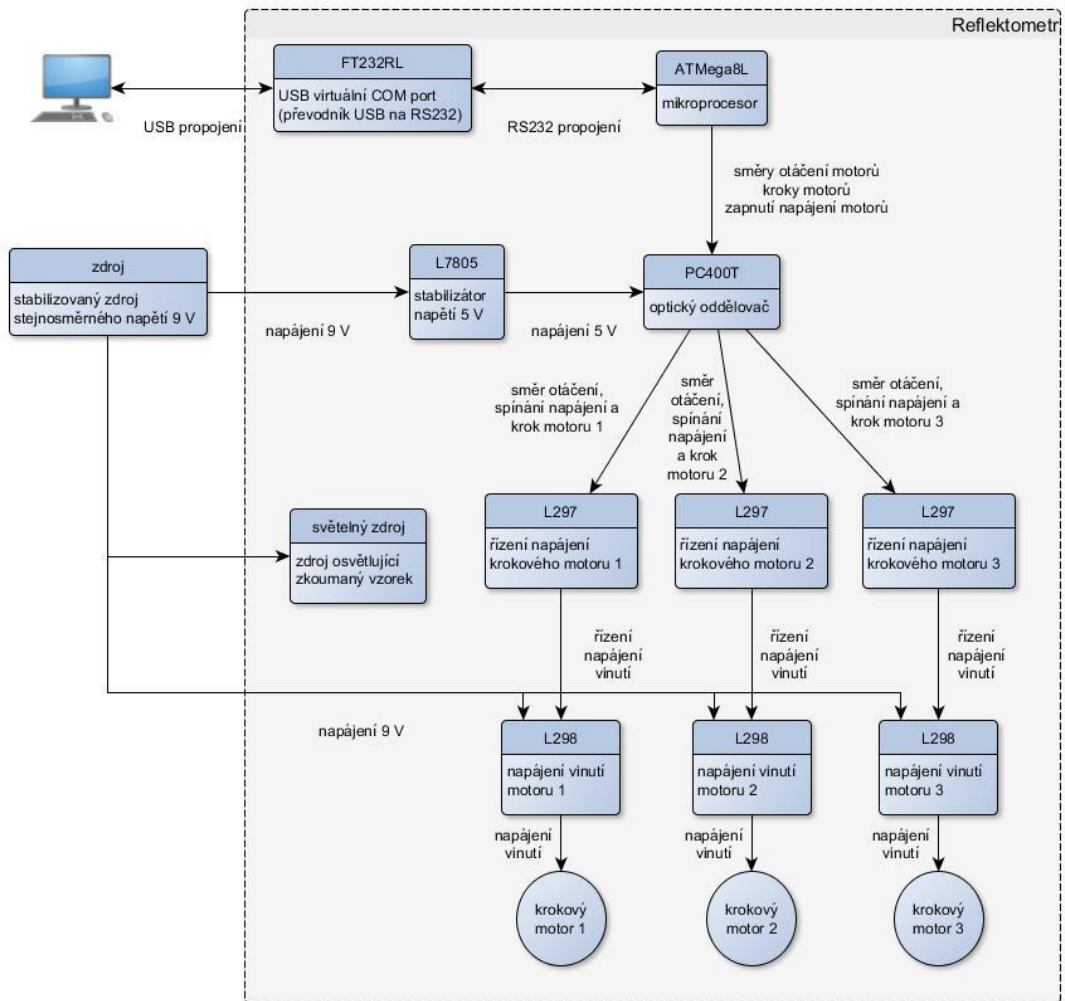 Reflektometr
FT232RL
USB virtuální COM port
(převodník USB na RS232)
ATMega8L
mikroprocesor
USB propojení
RS232 propojení
směry otáčení motorů
kroky motorů
zapnutí napájení motorů
zdroj
stabilizovaný zdroj
stejnosměrného napětí 9 V
L7805
stabilizátor
napětí 5 V
PC400T
optický oddělovač
napájení 9 V
napájení 5 V
směr otáčení,
spínání napájení a
krok motoru 1
směr
otáčení,
spínání
napájení
a krok
motoru 2
směr otáčení,
spínání napájení a
krok motoru 3
světelný zdroj
zdroj osvětlující
zkoumaný vzorek
L297
řízení napájení
krokového motoru 1
L297
řízení napájení
krokového motoru 2
L297
řízení napájení
krokového motoru 3
řízení
napájení
vinutí
řízení
napájení
vinutí
řízení
napájení
vinutí
napájení 9 V
L298
napájení vinutí
motoru 1
L298
napájení vinutí
motoru 2
L298
napájení vinutí
motoru 3
napájení
vinutí
napájení
vinutí
napájení
vinutí
krokový
motor 1
krokový
motor 2
krokový
motor 3